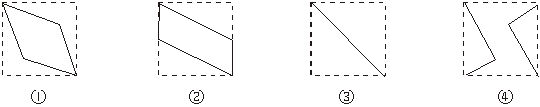 ① ② ③ ④